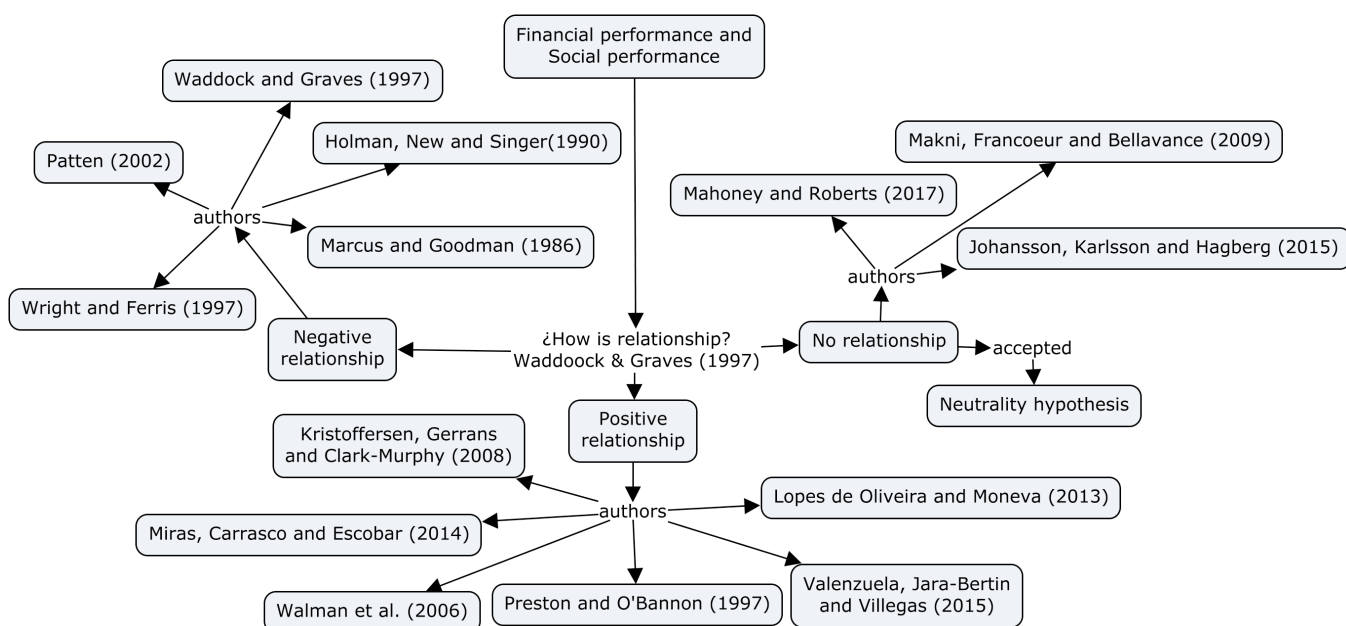 Financial performance and
Social performance
Waddock and Graves (1997)
Holman, New and Singer(1990)
Patten (2002)
authors
Marcus and Goodman (1986)
Wright and Ferris (1997)
Negative
relationship
¿How is relationship?
Waddoock & Graves (1997)
Makni, Francoeur and Bellavance (2009)
Mahoney and Roberts (2017)
Johansson, Karlsson and Hagberg (2015)
authors
No relationship
accepted
Neutrality hypothesis
Positive
relationship
Kristoffersen, Gerrans
and Clark-Murphy (2008)
authors
Lopes de Oliveira and Moneva (2013)
Miras, Carrasco and Escobar (2014)
Walman et al. (2006)
Preston and O'Bannon (1997)
Valenzuela, Jara-Bertin
and Villegas (2015)